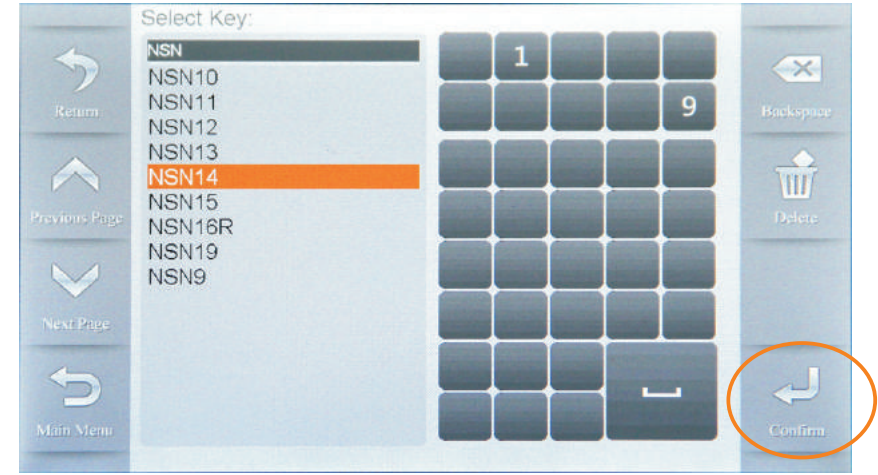 Select Key:
Return
Previous Page
Next Page
Main Menu
NSN
NSN10
NSN11
NSN12
NSN13
NSN14
NSN15
NSN16R
NSN19
NSN9
1
9
Backspace
Delete
Confirm